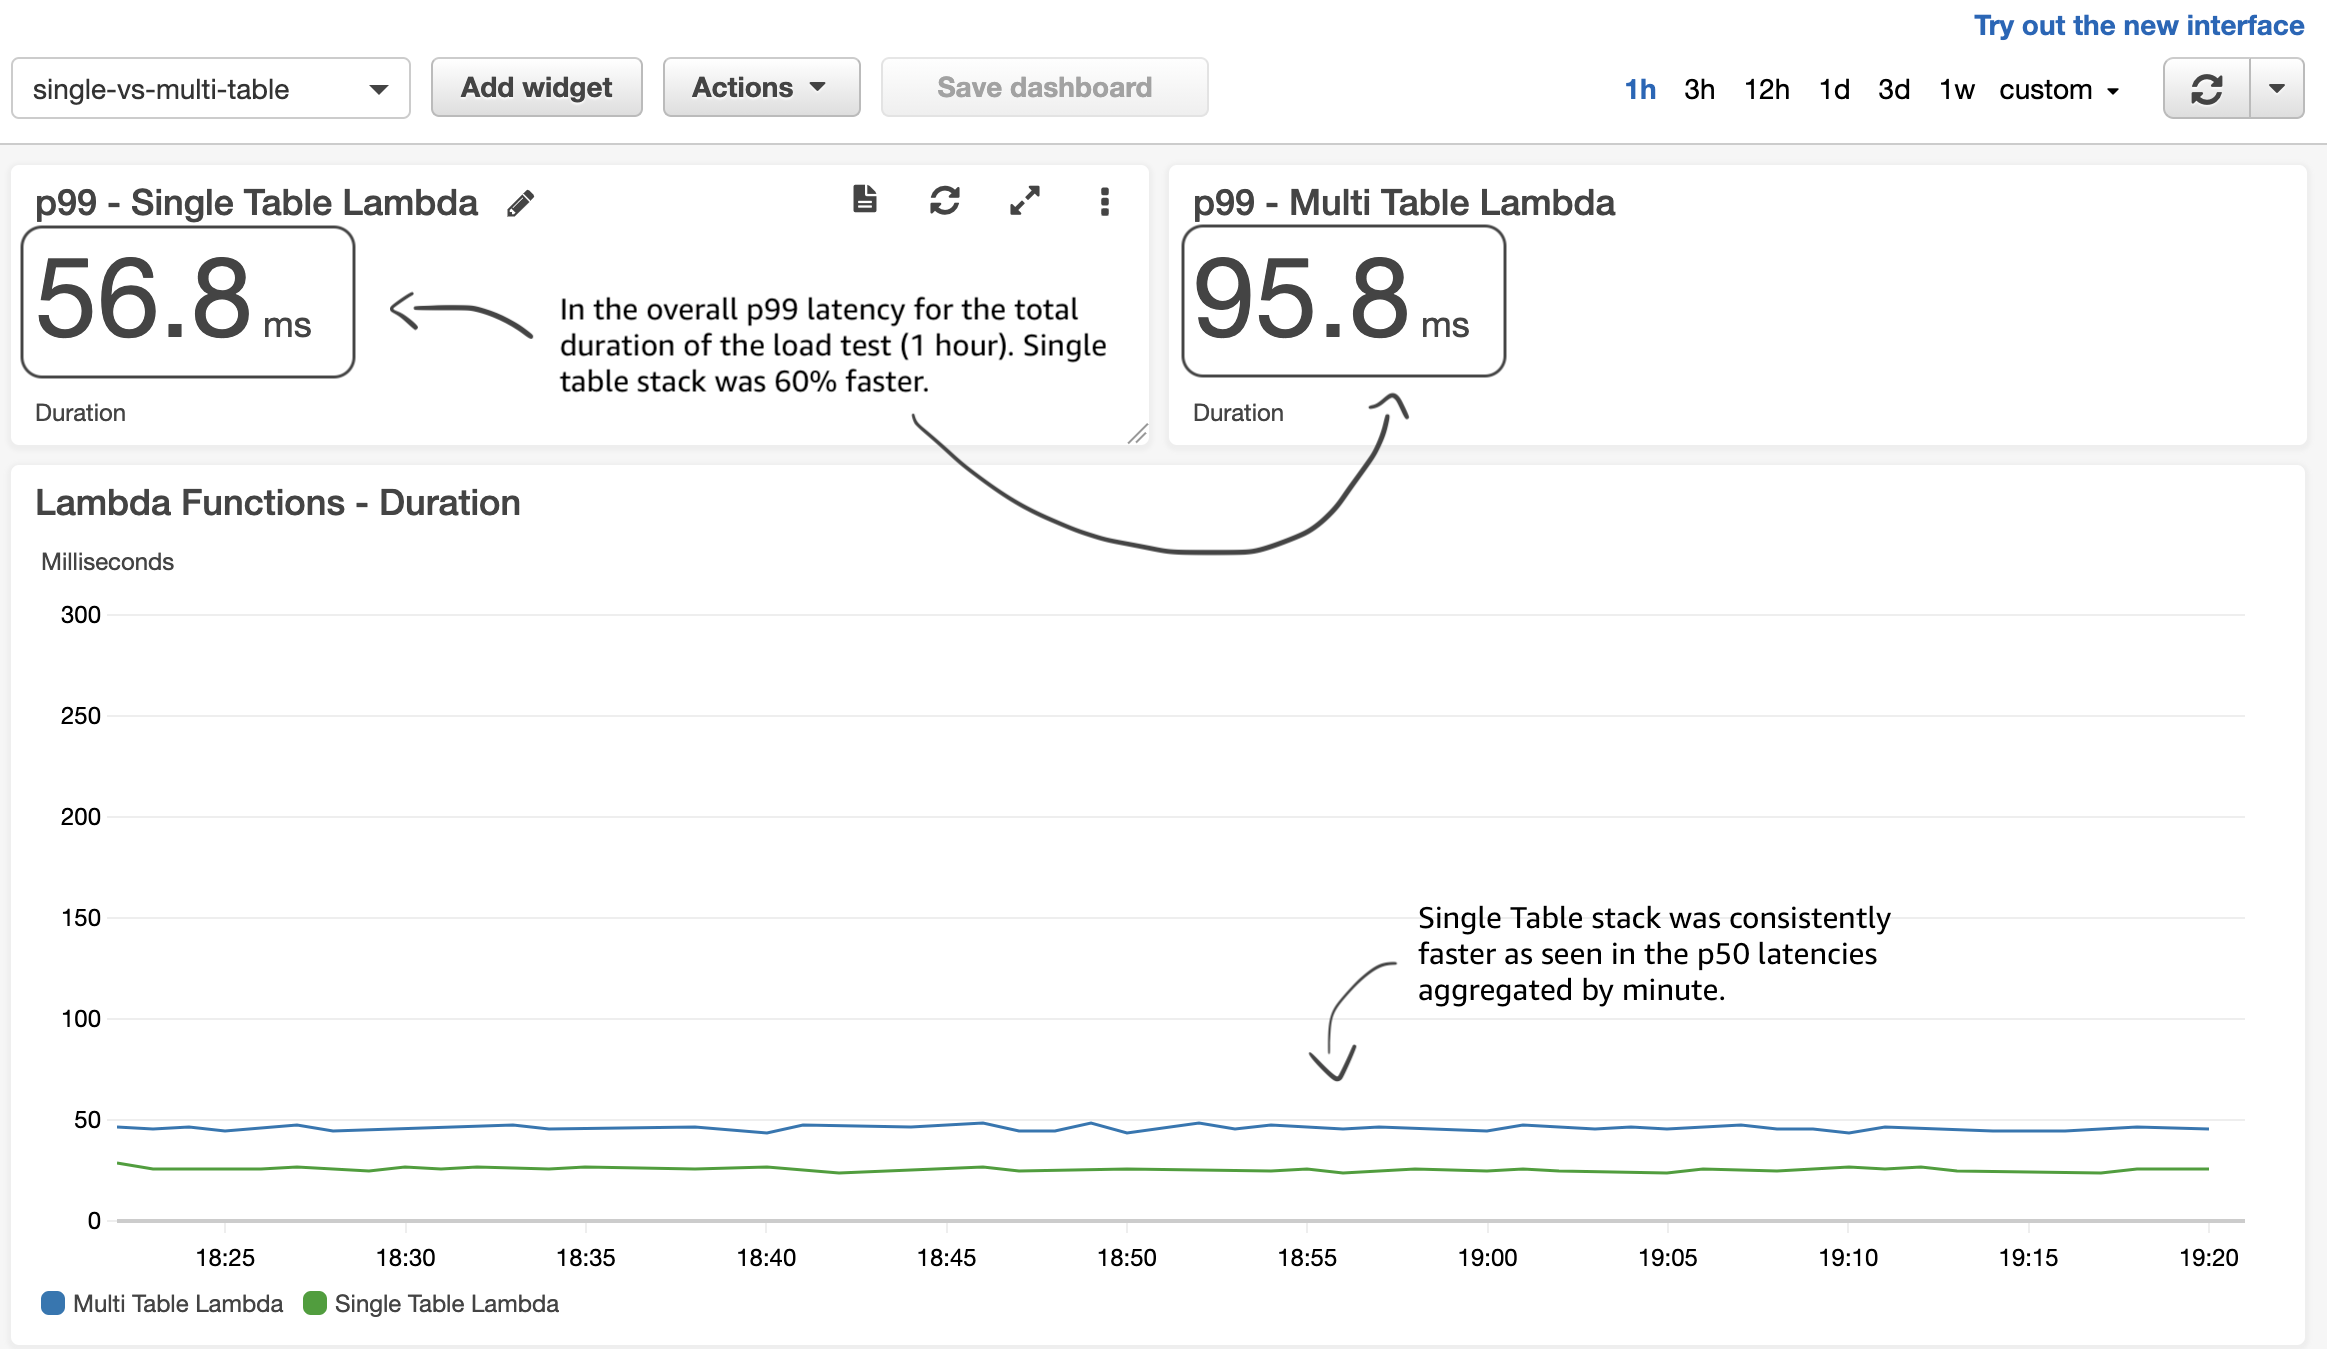 Try out the new interface
single-vs-multi-table Add widget Actions Save dashboard 1h 3h 12h 1d 3d 1w custom
p99 - Single Table Lambda
56.8 ms
In the overall p99 latency for the total
duration of the load test (1 hour). Single
table stack was 60% faster.
Duration
p99 - Multi Table Lambda
95.8 ms
Duration
Lambda Functions - Duration
Milliseconds
300
250
200
150
100
50
0
Single Table stack was consistently
faster as seen in the p50 latencies
aggregated by minute.
18:25 18:30 18:35 18:40 18:45 18:50 18:55 19:00 19:05 19:10 19:15 19:20
Multi Table Lambda Single Table Lambda